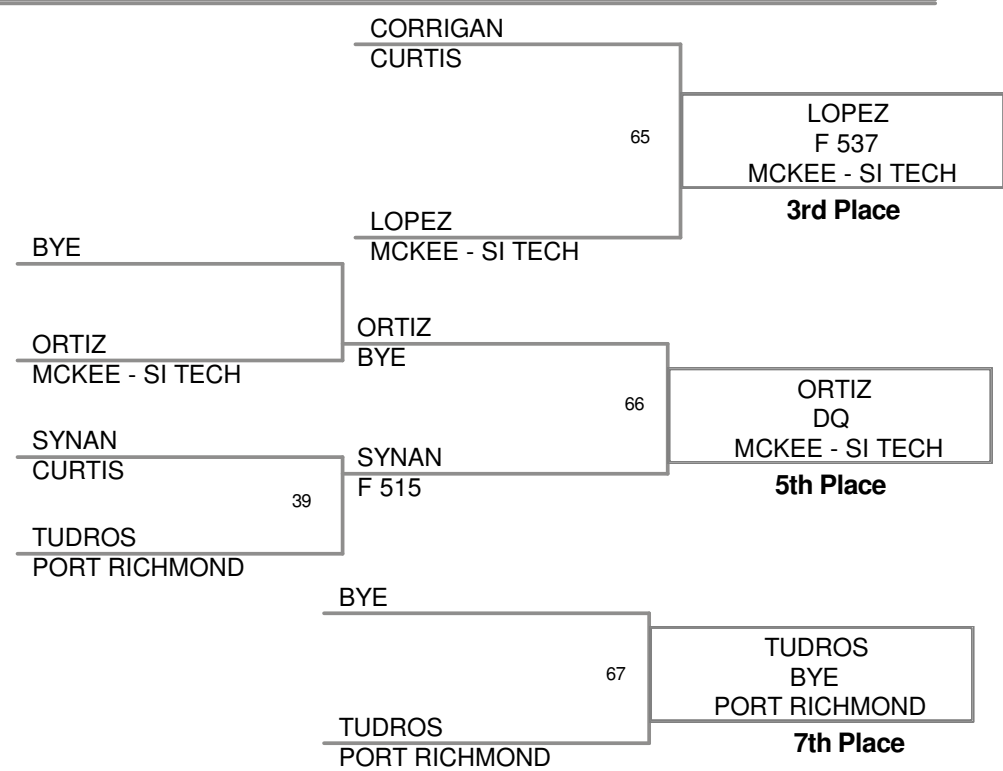 CORRIGAN
CURTIS
65
LOPEZ
F 537
MCKEE - SI TECH
3rd Place
LOPEZ
MCKEE - SI TECH
BYE
ORTIZ
MCKEE - SI TECH
ORTIZ
BYE
66
ORTIZ
DQ
MCKEE - SI TECH
5th Place
SYNAN
CURTIS
39
SYNAN
F 515
TUDROS
PORT RICHMOND
BYE
67
TUDROS
BYE
PORT RICHMOND
7th Place
TUDROS
PORT RICHMOND